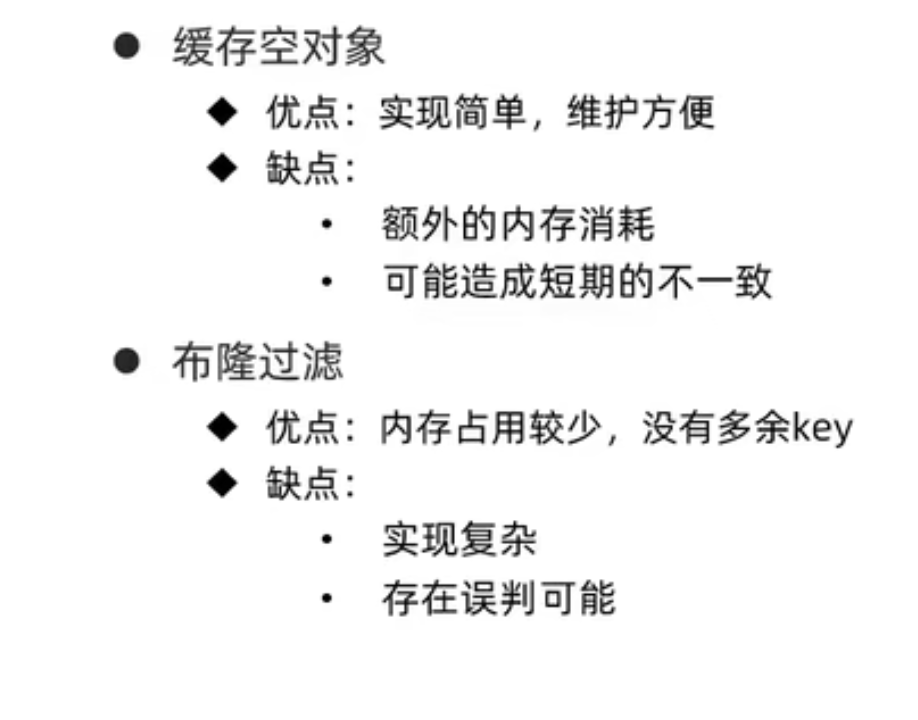 ● 缓存空对象
◆ 优点：实现简单，维护方便
◆ 缺点：
• 额外的内存消耗
• 可能造成短期的不一致
● 布隆过滤
◆ 优点：内存占用较少，没有多余key
◆ 缺点：
• 实现复杂
• 存在误判可能